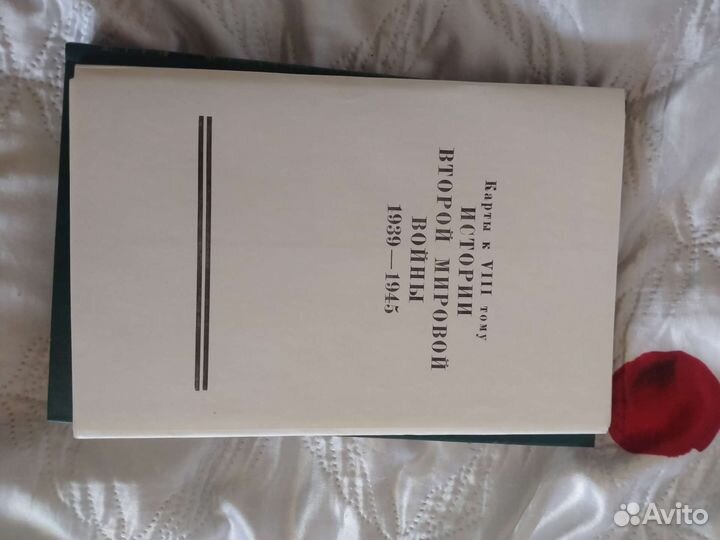 Карты к VIII тому
ИСТОРИИ
ВТОРОЙ МИРОВОЙ
ВОЙНЫ
1939—1945
Avito